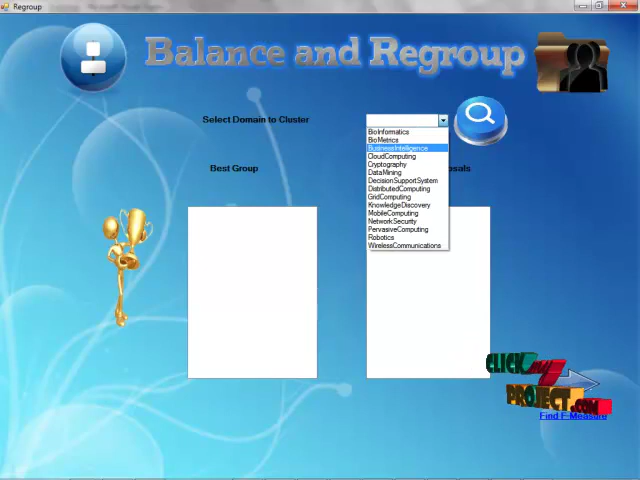 Regroup
Balance and Regroup
Select Domain to Cluster
BioInformatics
BioMetrics
BusinessIntelligence
CloudComputing
Cryptography
DataMining
DecisionSupportSystem
DistributedComputing
GridComputing
KnowledgeDiscovery
MobileComputing
NetworkSecurity
PervasiveComputing
Robotics
WirelessCommunications
Best Group
osals
CLICK MY
PROJECT.COM
Find F-Measure